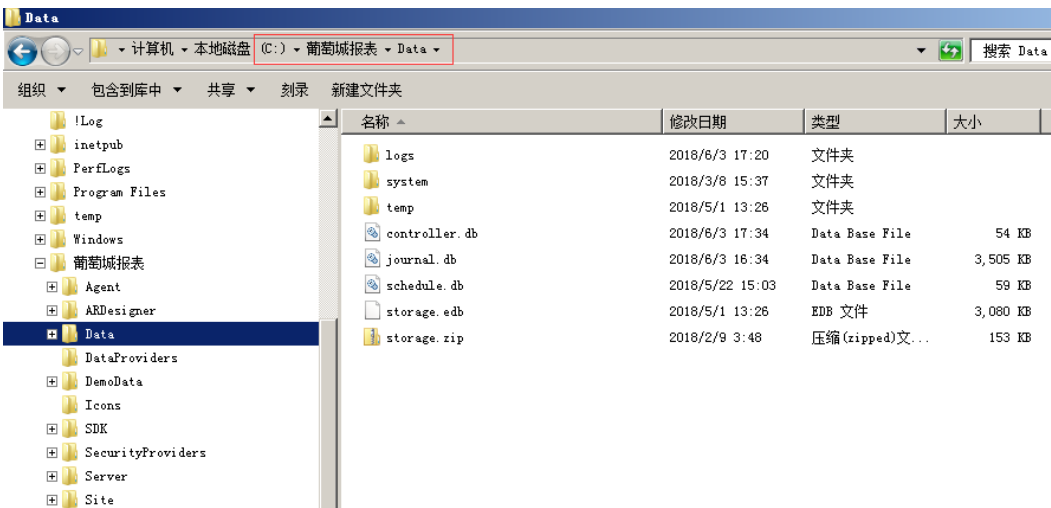 Data
计算机 本地磁盘 (C:) 葡萄城报表 Data 搜索 Data
组织 包含到库中 共享 刻录 新建文件夹
!Log
inetpub
PerfLogs
Program Files
temp
Windows
葡萄城报表
Agent
ARDesigner
Data
DataProviders
DemoData
Icons
SDK
SecurityProviders
Server
Site
名称 修改日期 类型 大小
logs 2018/6/3 17:20 文件夹
system 2018/3/8 15:37 文件夹
temp 2018/5/1 13:26 文件夹
controller.db 2018/6/3 17:34 Data Base File 54 KB
journal.db 2018/6/3 16:34 Data Base File 3,505 KB
schedule.db 2018/5/22 15:03 Data Base File 59 KB
storage.edb 2018/5/1 13:26 EDB 文件 3,080 KB
storage.zip 2018/2/9 3:48 压缩(zipped)文... 153 KB